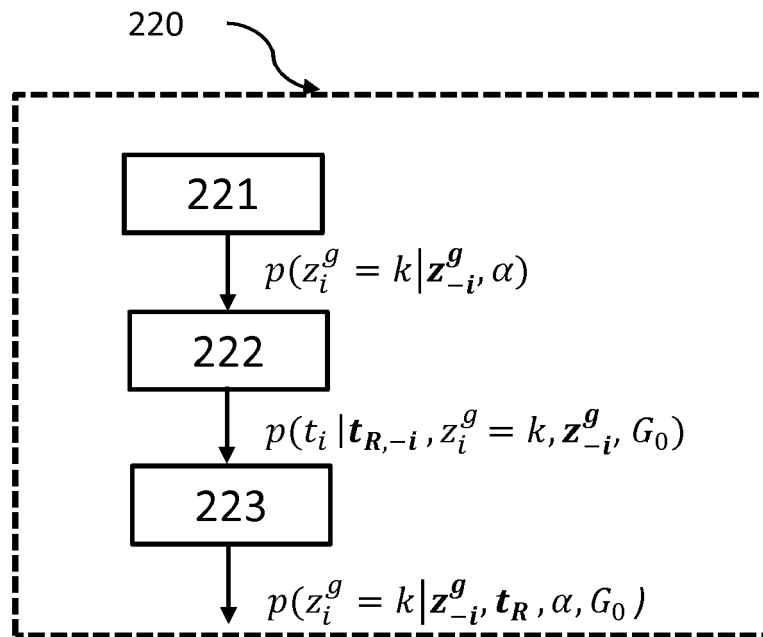 220
221
p(z_i^g = k|z_{-i}^g, α)
222
p(t_i |t_{R,-i}, z_i^g = k, z_{-i}^g, G_0)
223
p(z_i^g = k|z_{-i}^g, t_R, α, G_0)